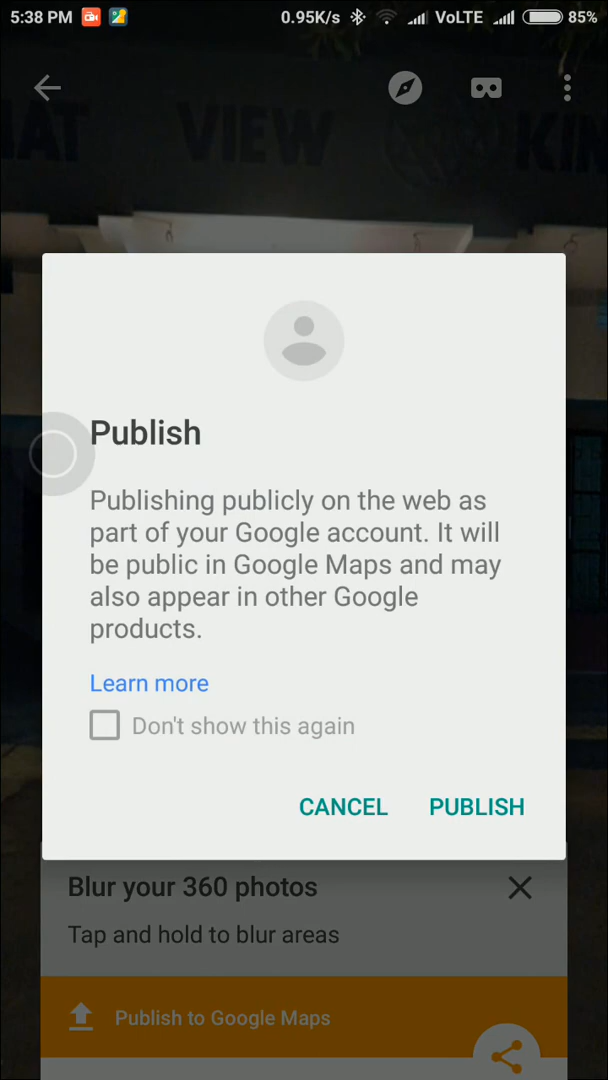 5:38 PM 0.95K/s VoLTE 85%
VIEW
Publish
Publishing publicly on the web as
part of your Google account. It will
be public in Google Maps and may
also appear in other Google
products.
Learn more
Don't show this again
CANCEL PUBLISH
Blur your 360 photos
Tap and hold to blur areas
Publish to Google Maps